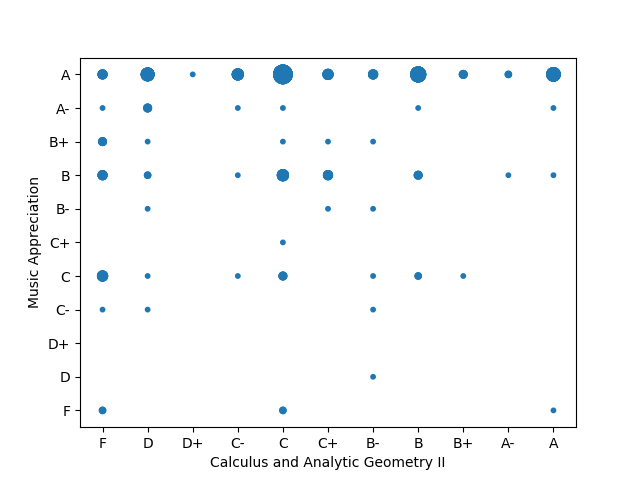 A
A-
B+
B
B-
C+
C
C-
D+
D
F
Music Appreciation
F D D+ C- C C+ B- B B+ A- A
Calculus and Analytic Geometry II